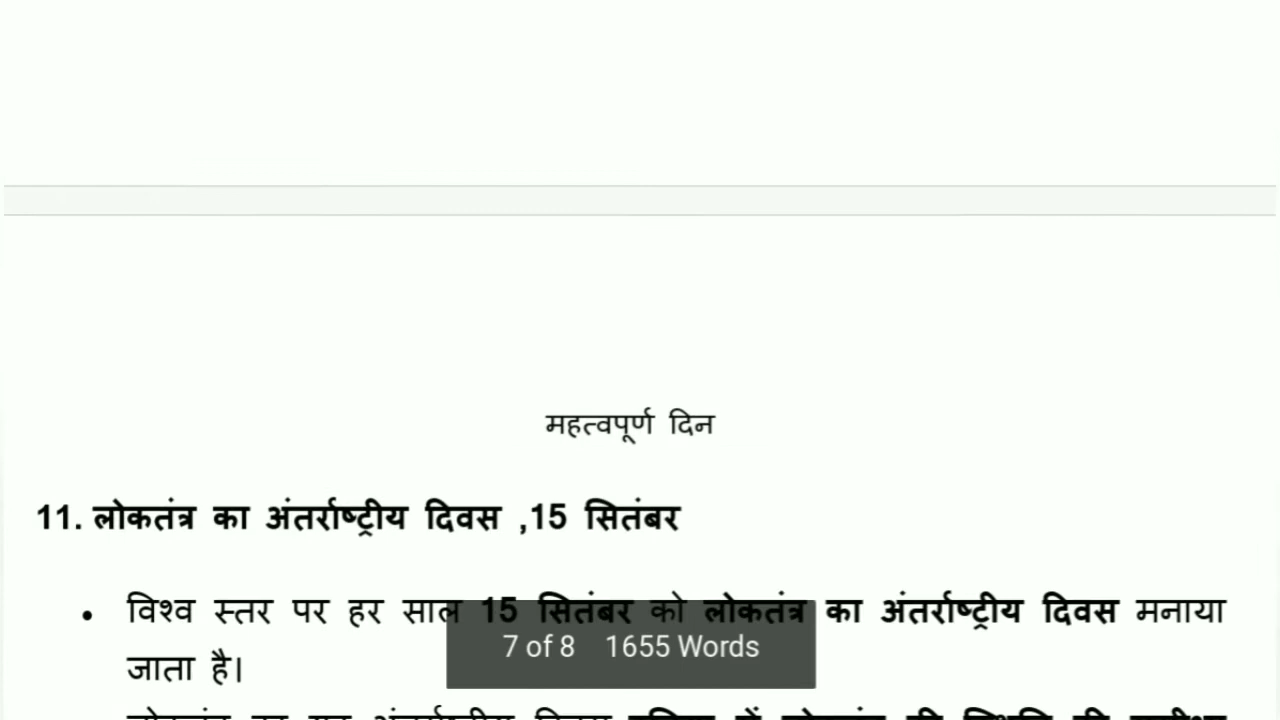 महत्वपूर्ण दिन
11. लोकतंत्र का अंतर्राष्ट्रीय दिवस ,15 सितंबर
• विश्व स्तर पर हर साल 15 सितंबर को लोकतंत्र का अंतर्राष्ट्रीय दिवस मनाया
जाता है।
7 of 8 1655 Words